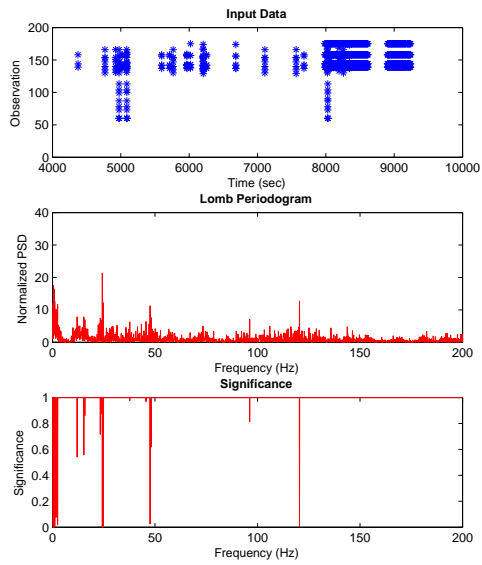 Input Data
200
150
100
50
0
Observation
4000 5000 6000 7000 8000 9000 10000
Time (sec)
Lomb Periodogram
40
30
20
10
0
Normalized PSD
0 50 100 150 200
Frequency (Hz)
Significance
1
0.8
0.6
0.4
0.2
0
Significance
0 50 100 150 200
Frequency (Hz)